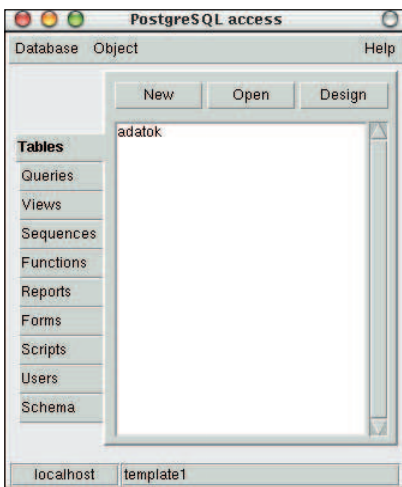 PostgreSQL access
Database Object Help
New Open Design
adatok
Tables
Queries
Views
Sequences
Functions
Reports
Forms
Scripts
Users
Schema
localhost template1